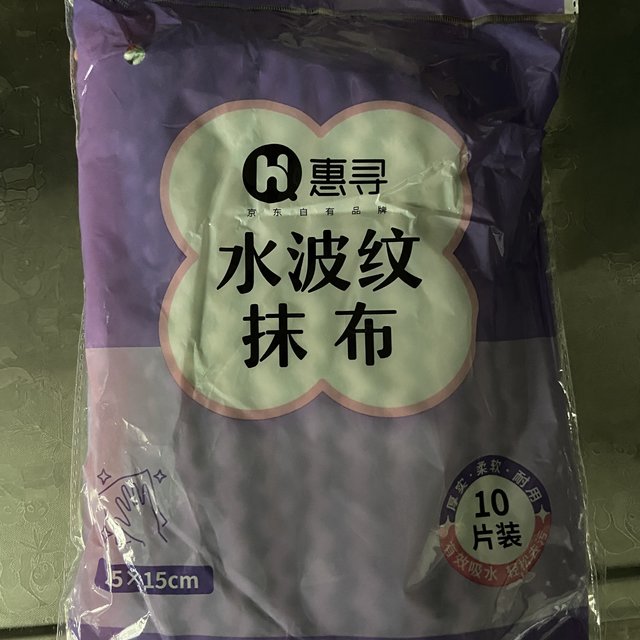 惠寻
京东自有品牌
水波纹
抹布
厚实·柔软·耐用
10
片装
有效吸水
5×15cm